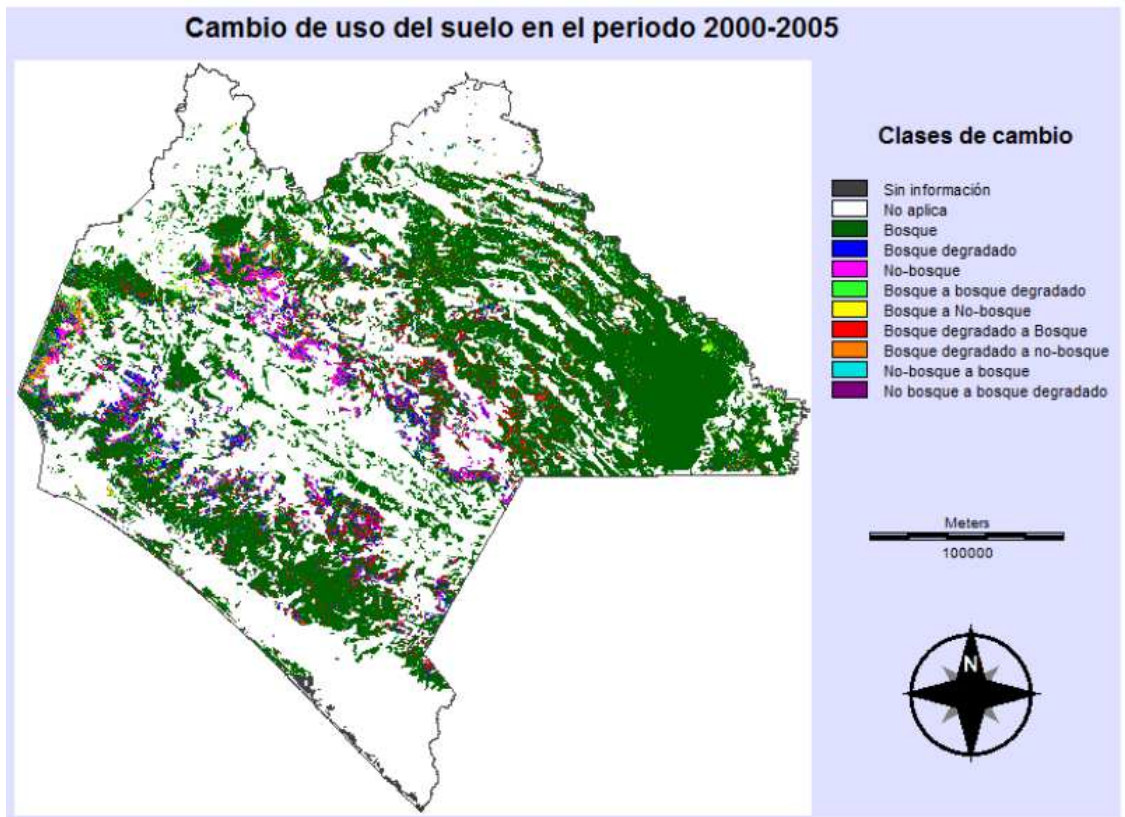 Cambio de uso del suelo en el periodo 2000-2005
Clases de cambio
Sin información
No aplica
Bosque
Bosque degradado
No-bosque
Bosque a bosque degradado
Bosque a No-bosque
Bosque degradado a Bosque
Bosque degradado a no-bosque
No-bosque a bosque
No bosque a bosque degradado
Meters
100000
N